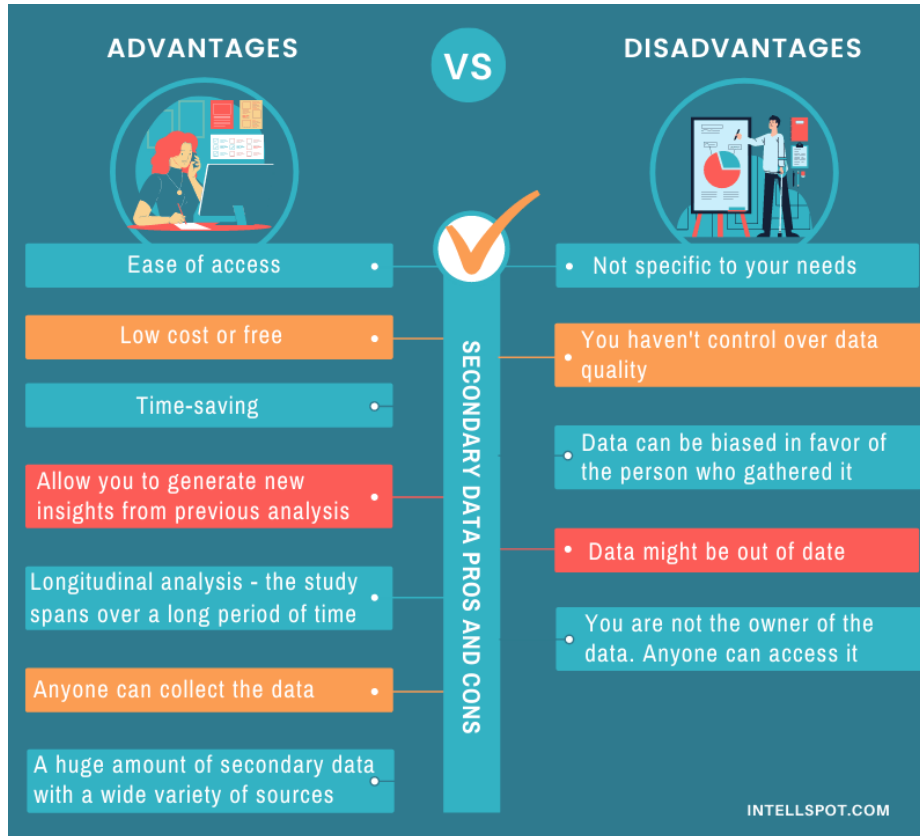 ADVANTAGES
VS
DISADVANTAGES
Ease of access
Low cost or free
Time-saving
Allow you to generate new
insights from previous analysis
Longitudinal analysis - the study
spans over a long period of time
Anyone can collect the data
A huge amount of secondary data
with a wide variety of sources
SECONDARY DATA PROS AND CONS
Not specific to your needs
You haven't control over data
quality
Data can be biased in favor of
the person who gathered it
Data might be out of date
You are not the owner of the
data. Anyone can access it
INTELLSPOT.COM